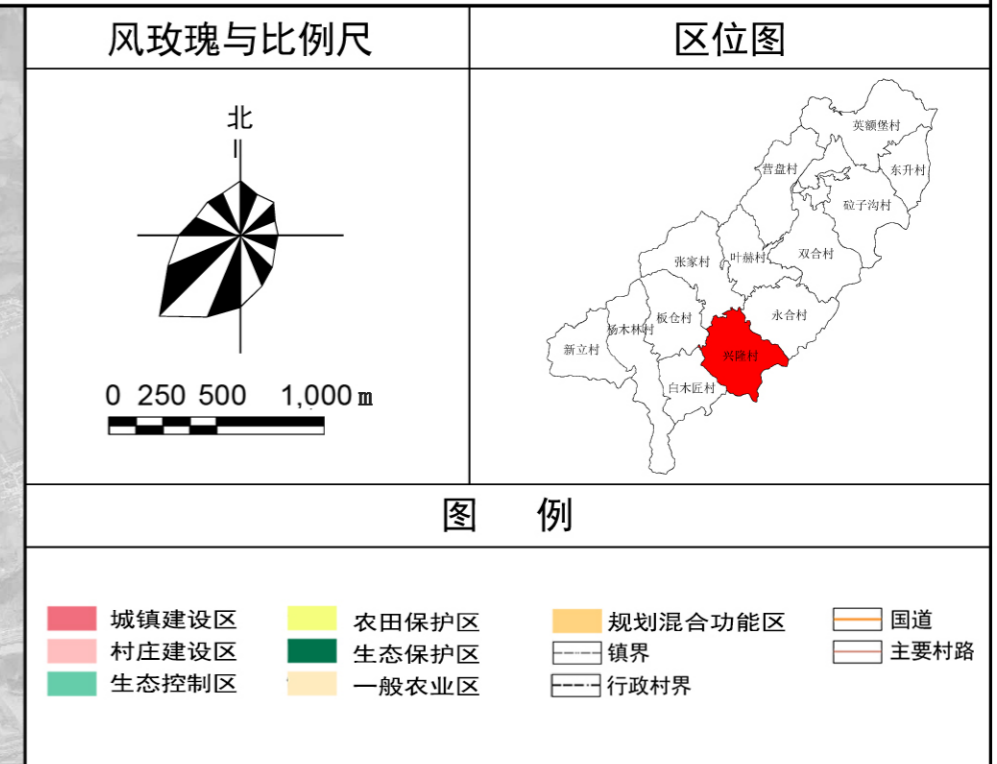 风玫瑰与比例尺
区位图
北
0 250 500 1,000 m
英额堡村
营盘村
东升村
砬子沟村
双合村
叶赫村
张家村
永合村
板仓村
杨木林村
新立村
兴隆村
白木匠村
图 例
城镇建设区
农田保护区
规划混合功能区
国道
村庄建设区
生态保护区
镇界
主要村路
生态控制区
一般农业区
行政村界